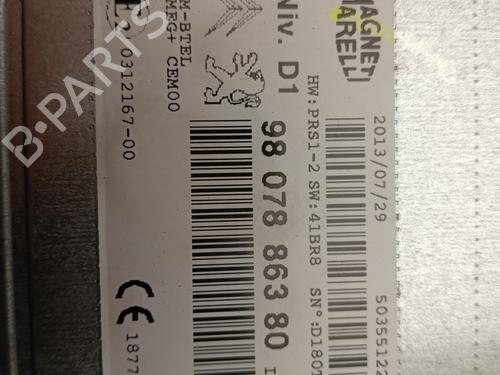 MAGNETI
MARELLI
2013/07/29
50355122
HW:PRS1-2 SW:41BR8 SN°:D180T
Niv. D1
98 078 863 80
M-BTEL
MEG+ CEM00
0312167-00
CE 1877
B-PARTS